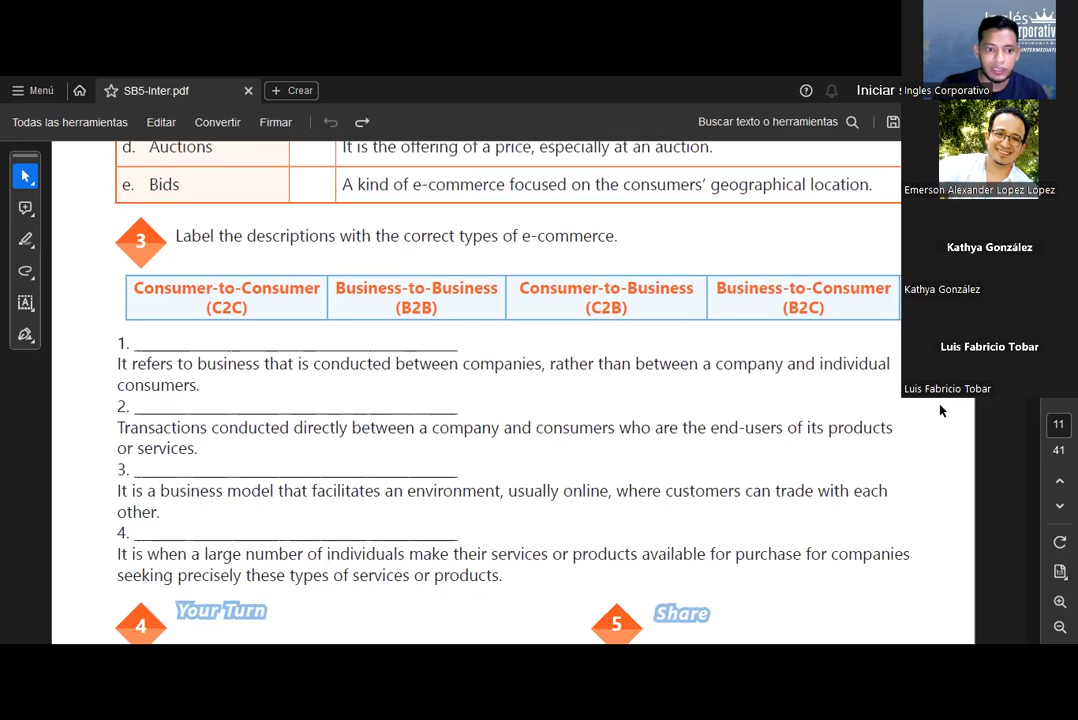 Menú
SB5-Inter.pdf
Crear
Iniciar s
Todas las herramientas
Editar
Convertir
Firmar
Buscar texto o herramientas
d. Auctions
It is the offering of a price, especially at an auction.
e. Bids
A kind of e-commerce focused on the consumers' geographical location.
3
Label the descriptions with the correct types of e-commerce.
Consumer-to-Consumer
(C2C)
Business-to-Business
(B2B)
Consumer-to-Business
(C2B)
Business-to-Consumer
(B2C)
1.
It refers to business that is conducted between companies, rather than between a company and individual
consumers.
2.
Transactions conducted directly between a company and consumers who are the end-users of its products
or services.
3.
It is a business model that facilitates an environment, usually online, where customers can trade with each
other.
4.
It is when a large number of individuals make their services or products available for purchase for companies
seeking precisely these types of services or products.
4
Your Turn
5
Share
11
41
Ingles Corporativo
Emerson Alexander Lopez Lopez
Kathya González
Kathya González
Luis Fabricio Tobar
Luis Fabricio Tobar